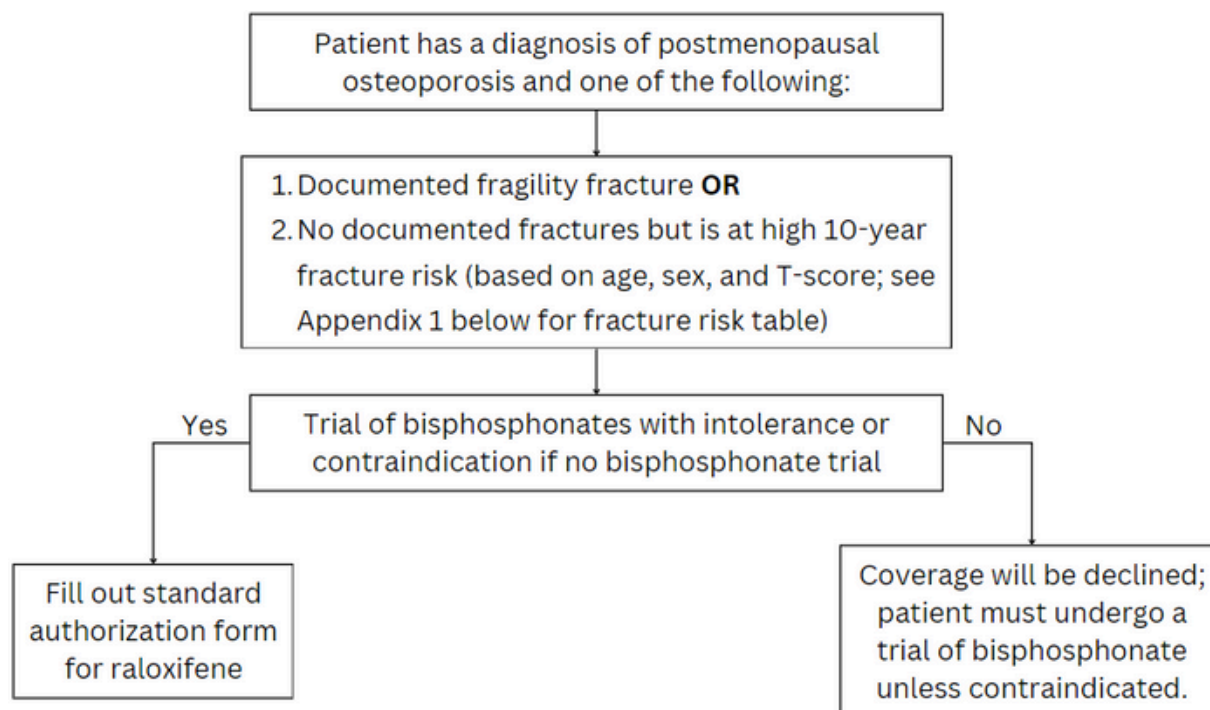 Patient has a diagnosis of postmenopausal
osteoporosis and one of the following:
1. Documented fragility fracture OR
2. No documented fractures but is at high 10-year
fracture risk (based on age, sex, and T-score; see
Appendix 1 below for fracture risk table)
Yes
Trial of bisphosphonates with intolerance or
contraindication if no bisphosphonate trial
No
Fill out standard
authorization form
for raloxifene
Coverage will be declined;
patient must undergo a
trial of bisphosphonate
unless contraindicated.